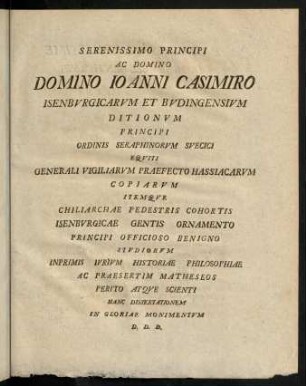 SERENISSIMO PRINCIPI
AC DOMINO
DOMINO IOANNI CASIMIRO
ISENBVRGICARVM ET BVDINGENSIVM
DITIONVM
PRINCIPI
ORDINIS SERAPHINORVM SVECICI
EQVITI
GENERALI VIGILIARVM PRAEFECTO HASSIACARVM
COPIARVM
ITEMQVE
CHILIARCHAE PEDESTRIS COHORTIS
ISENBVRGICAE GENTIS ORNAMENTO
PRINCIPI OFFICIOSO BENIGNO
STVDIORVM
INPRIMIS IVRIVM HISTORIAE PHILOSOPHIAE
AC PRAESERTIM MATHESEOS
PERITO ATQVE SCIENTI
HANC DISSERTATIONEM
IN GLORIAE MONIMENTVM
D. D. D.